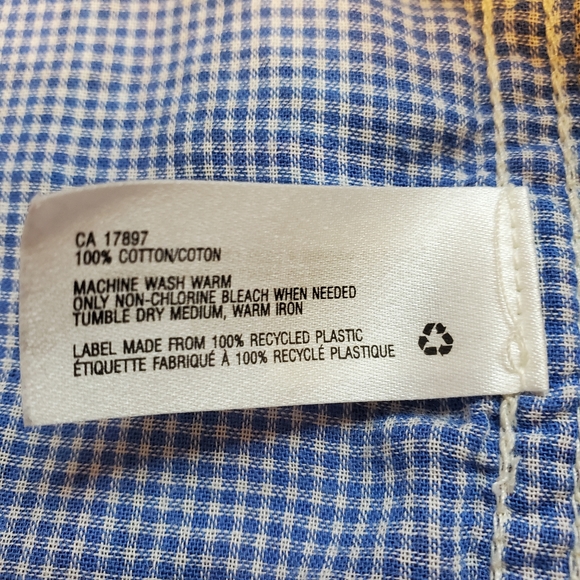 CA 17897
100% COTTON/COTON
MACHINE WASH WARM
ONLY NON-CHLORINE BLEACH WHEN NEEDED
TUMBLE DRY MEDIUM, WARM IRON
LABEL MADE FROM 100% RECYCLED PLASTIC
ÉTIQUETTE FABRIQUÉ À 100% RECYCLÉ PLASTIQUE